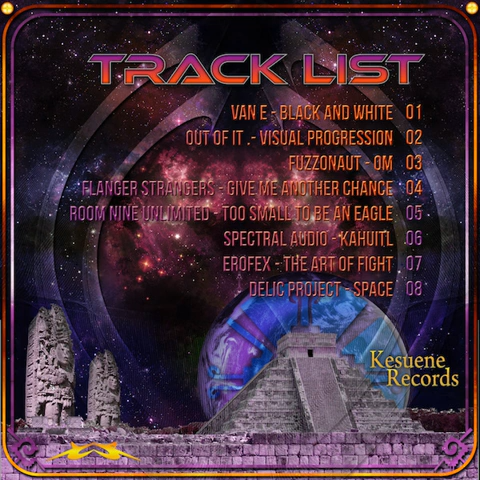 TRACK LIST
VAN E - BLACK AND WHITE 01
OUT OF IT .- VISUAL PROGRESSION 02
FUZZONAUT - OM 03
FLANGER STRANGERS - GIVE ME ANOTHER CHANCE 04
ROOM NINE UNLIMITED - TOO SMALL TO BE AN EAGLE 05
SPECTRAL AUDIO - KAHUITL 06
EROFEX - THE ART OF FIGHT 07
DELIC PROJECT - SPACE 08
Kesuene
Records